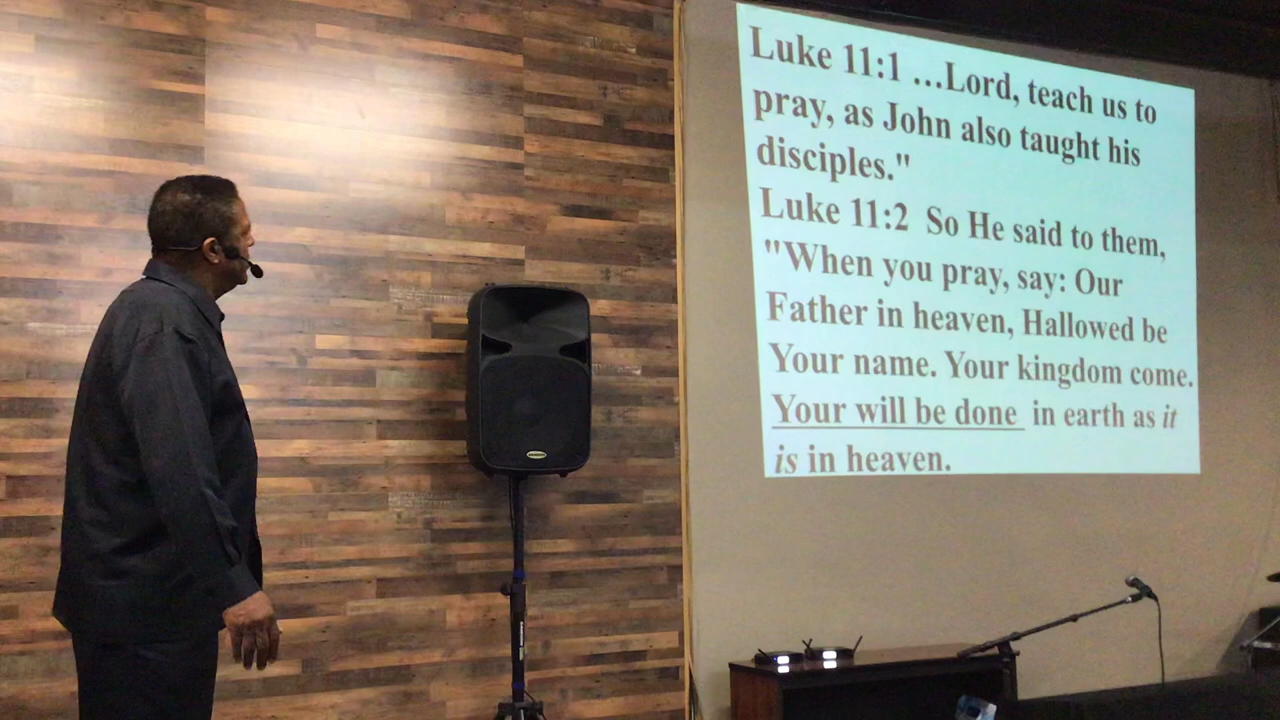 Luke 11:1 ...Lord, teach us to
pray, as John also taught his
disciples."
Luke 11:2 So He said to them,
"When you pray, say: Our
Father in heaven, Hallowed be
Your name. Your kingdom come.
Your will be done in earth as it
is in heaven.